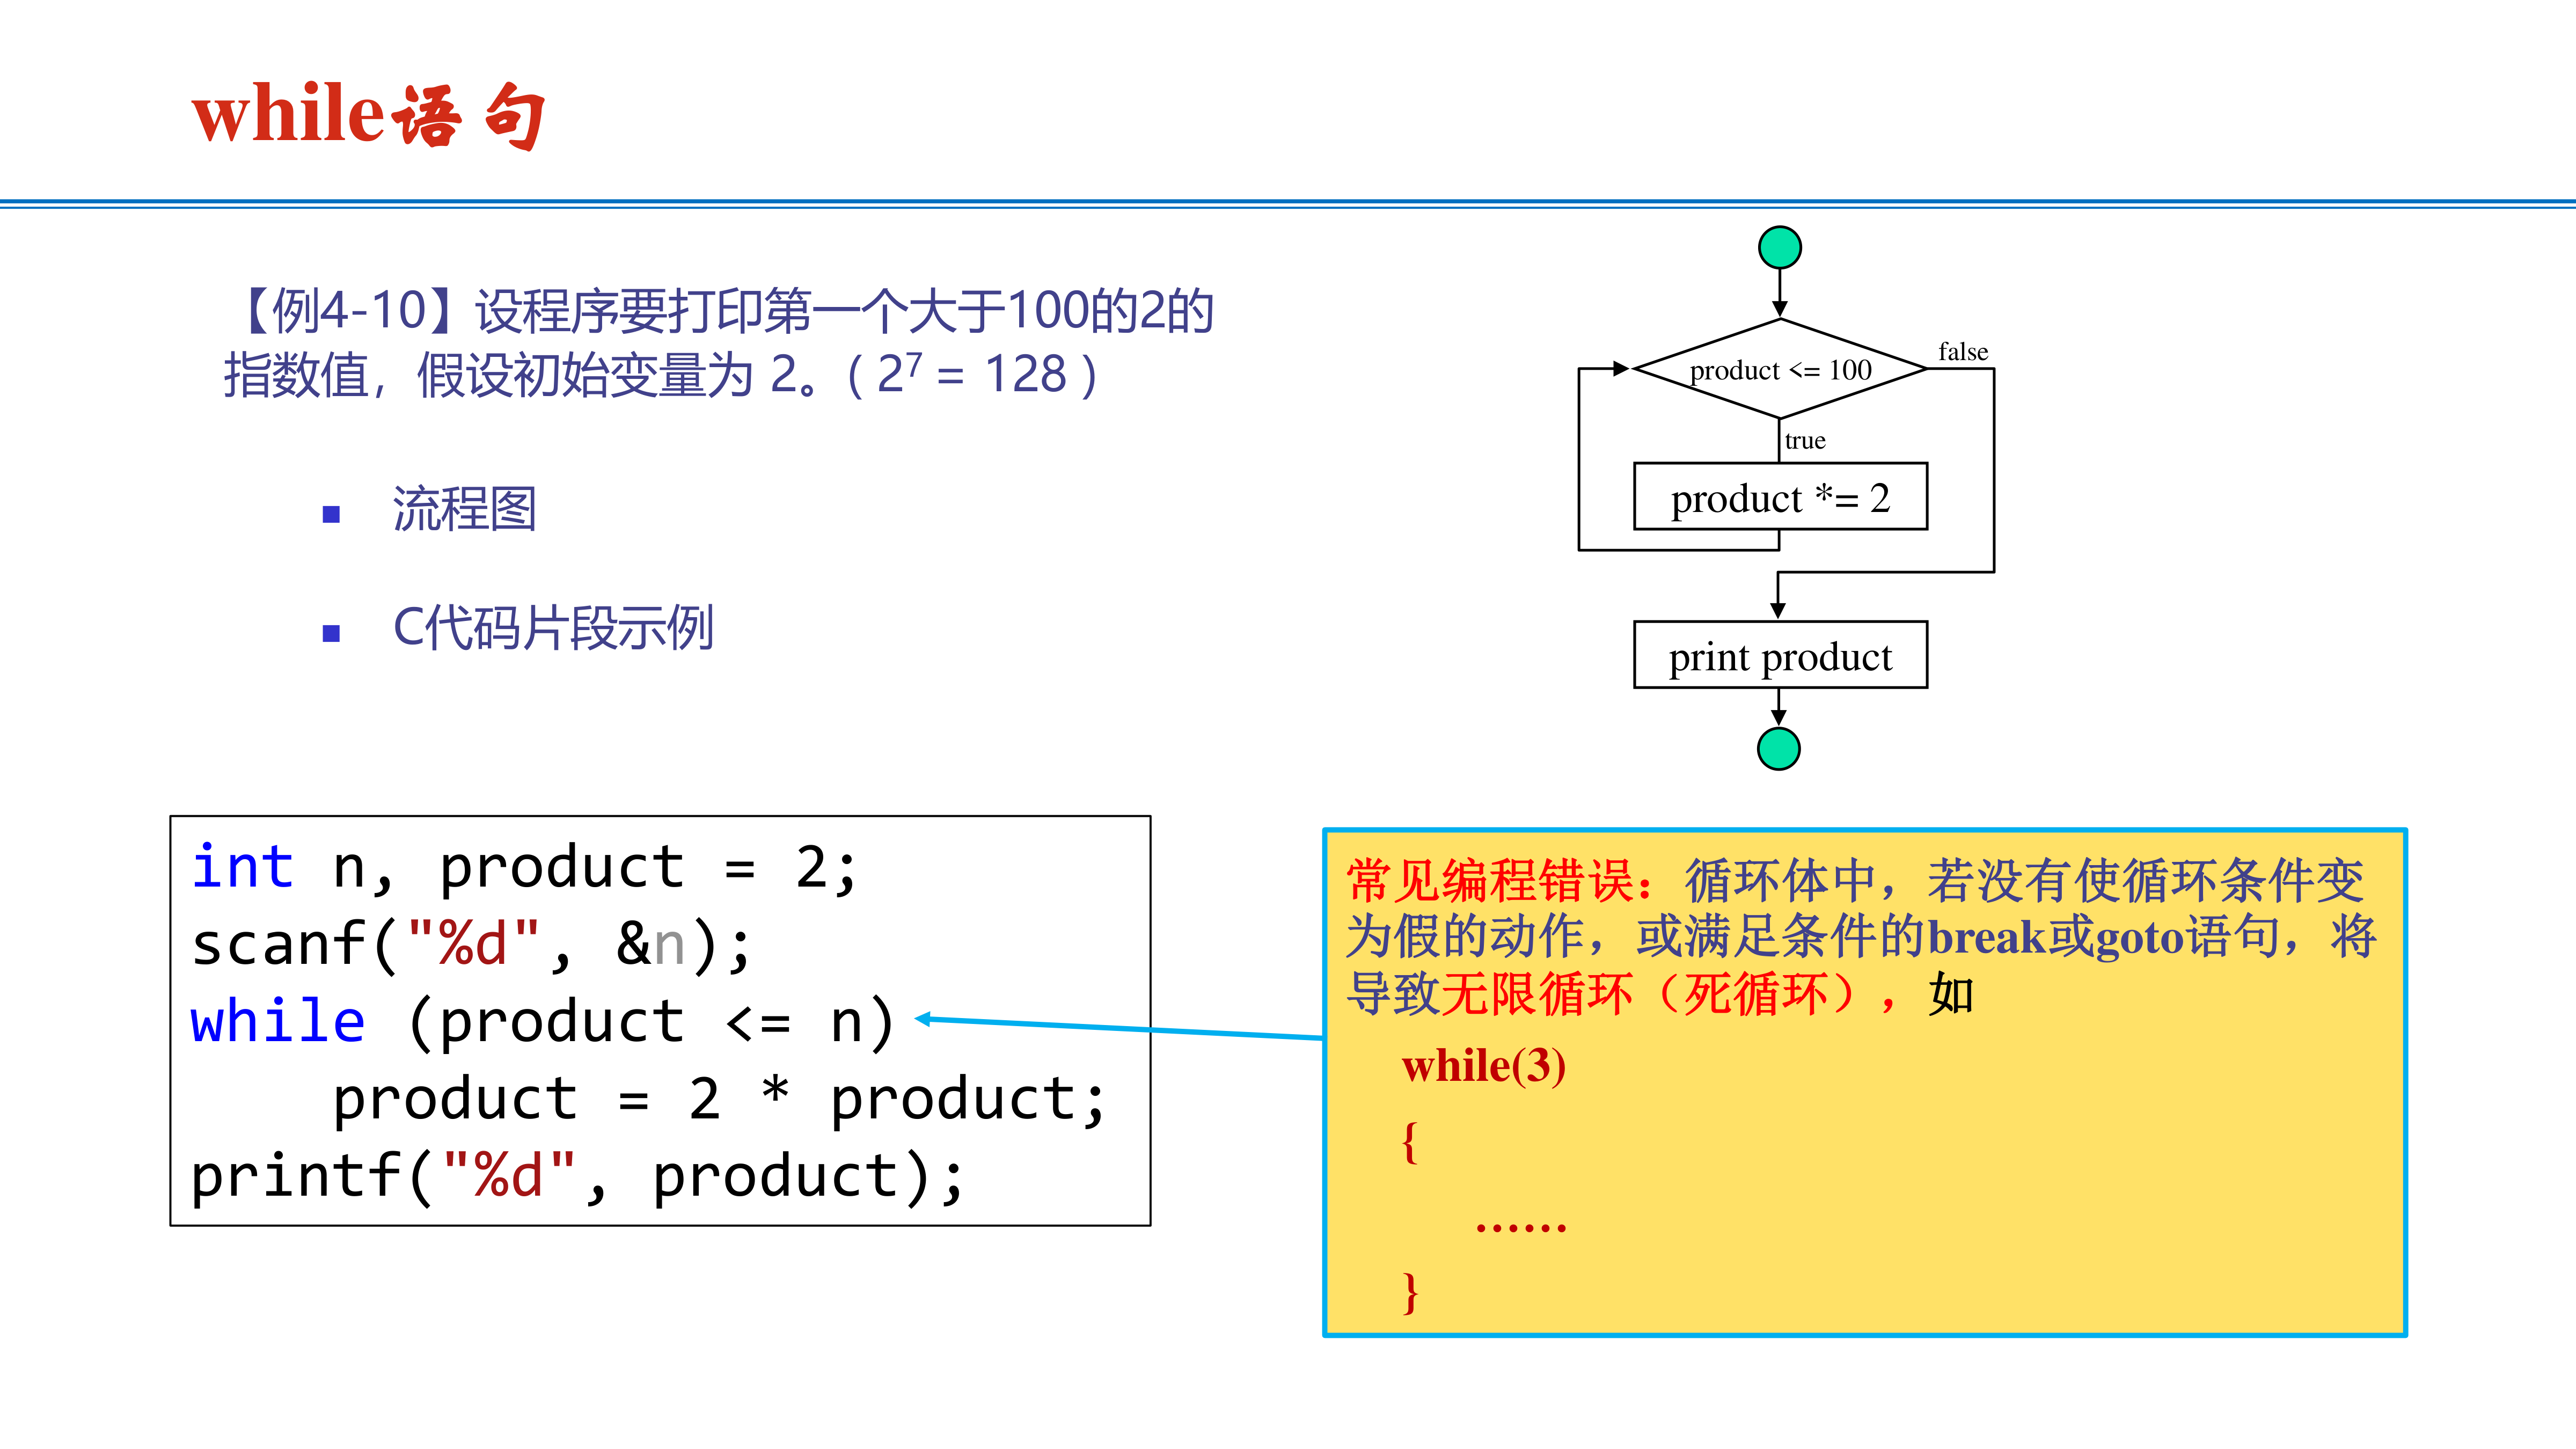 while语句
【例4-10】设程序要打印第一个大于100的2的
指数值，假设初始变量为 2。( 2⁷ = 128 )
■ 流程图
■ C代码片段示例
product <= 100
false
true
product *= 2
print product
int n, product = 2;
scanf("%d", &n);
while (product <= n)
    product = 2 * product;
printf("%d", product);
常见编程错误：循环体中，若没有使循环条件变
为假的动作，或满足条件的break或goto语句，将
导致无限循环（死循环），如
while(3)
{
……
}